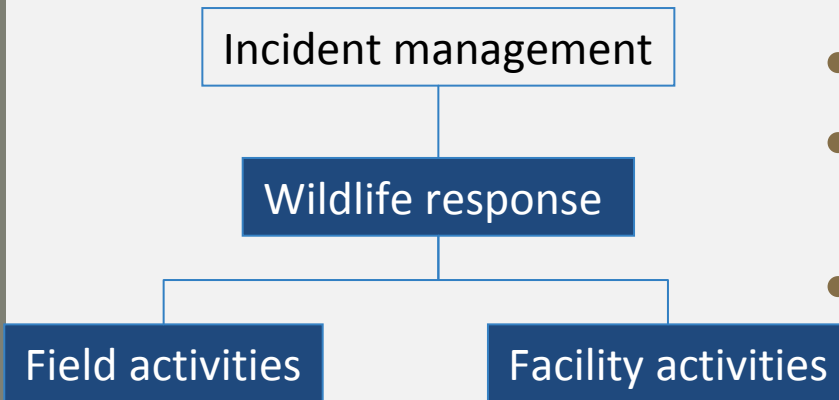 Incident management
Wildlife response
Field activities
Facility activities